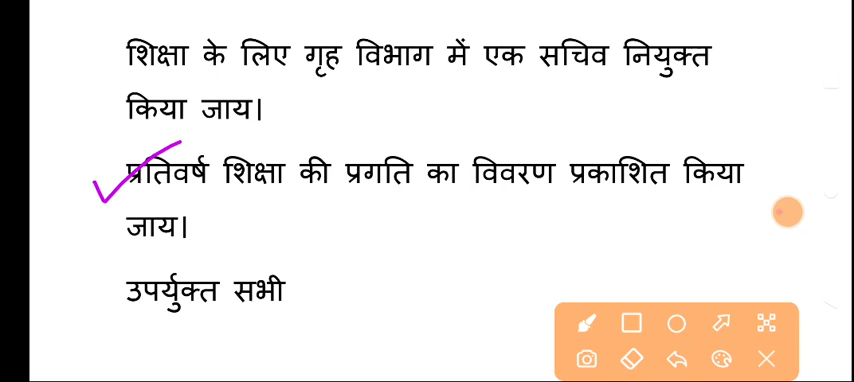 शिक्षा के लिए गृह विभाग में एक सचिव नियुक्त
किया जाय।
प्रतिवर्ष शिक्षा की प्रगति का विवरण प्रकाशित किया
जाय।
उपर्युक्त सभी